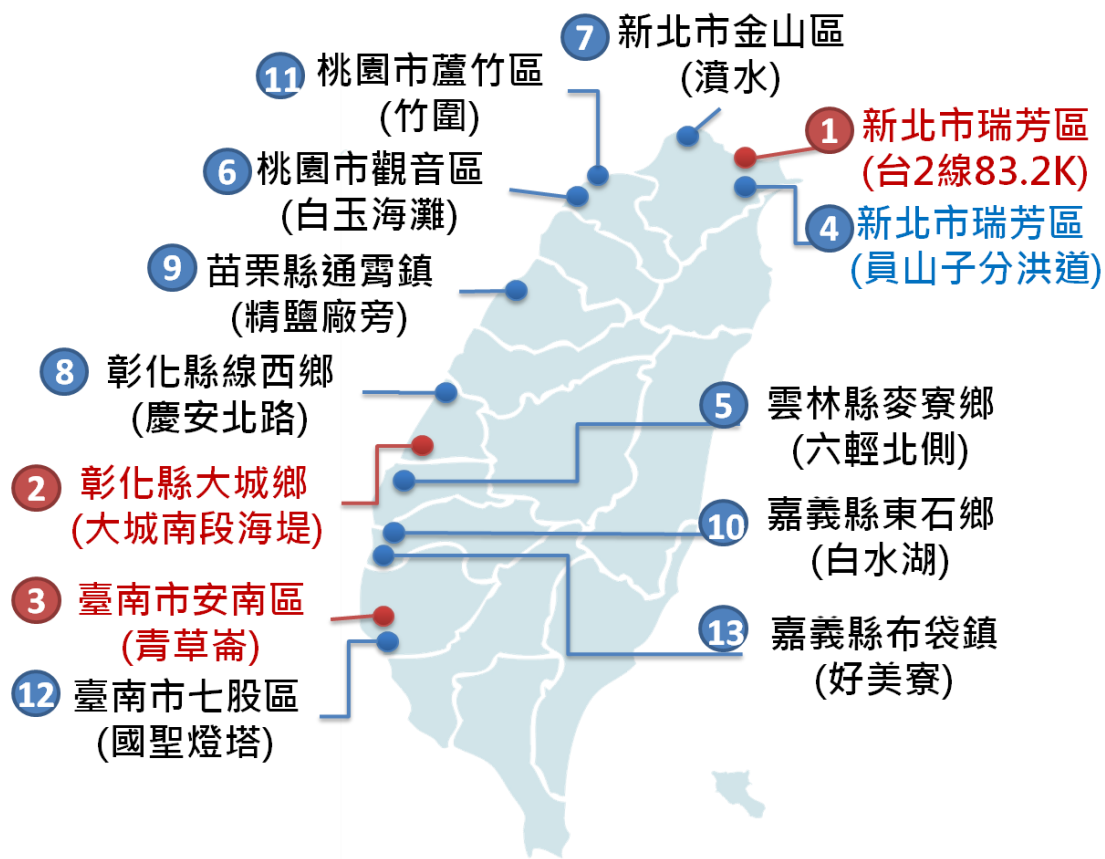 7 新北市金山區
(濆水)
11 桃園市蘆竹區
(竹圍)
1 新北市瑞芳區
(台2線83.2K)
6 桃園市觀音區
(白玉海灘)
4 新北市瑞芳區
(員山子分洪道)
9 苗栗縣通霄鎮
(精鹽廠旁)
8 彰化縣線西鄉
(慶安北路)
5 雲林縣麥寮鄉
(六輕北側)
2 彰化縣大城鄉
(大城南段海堤)
10 嘉義縣東石鄉
(白水湖)
3 臺南市安南區
(青草崙)
13 嘉義縣布袋鎮
(好美寮)
12 臺南市七股區
(國聖燈塔)